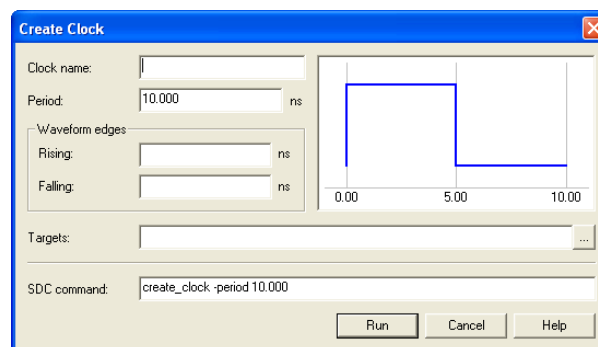 Create Clock
Clock name:
Period: 10.000 ns
Waveform edges
Rising: ns
Falling: ns
0.00 5.00 10.00
Targets: ...
SDC command: create_clock -period 10.000
Run Cancel Help